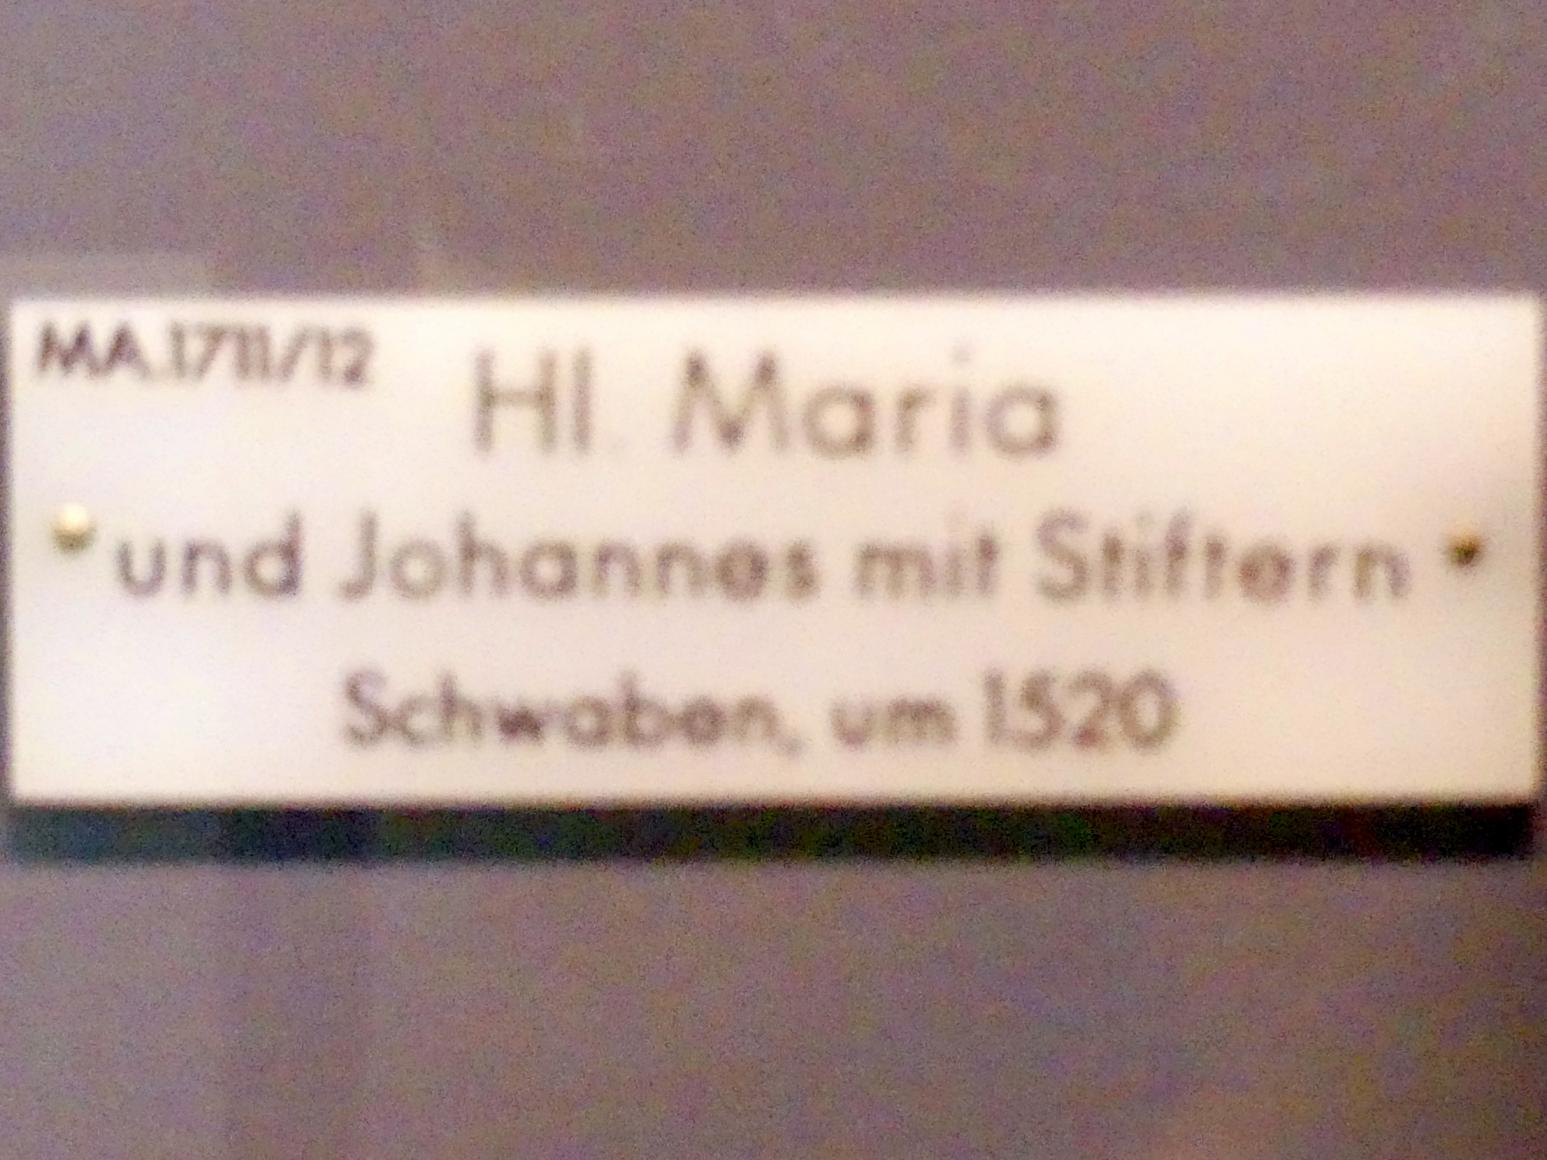 MA.1711/12
Hl. Maria
und Johannes mit Stiftern
Schwaben, um 1520